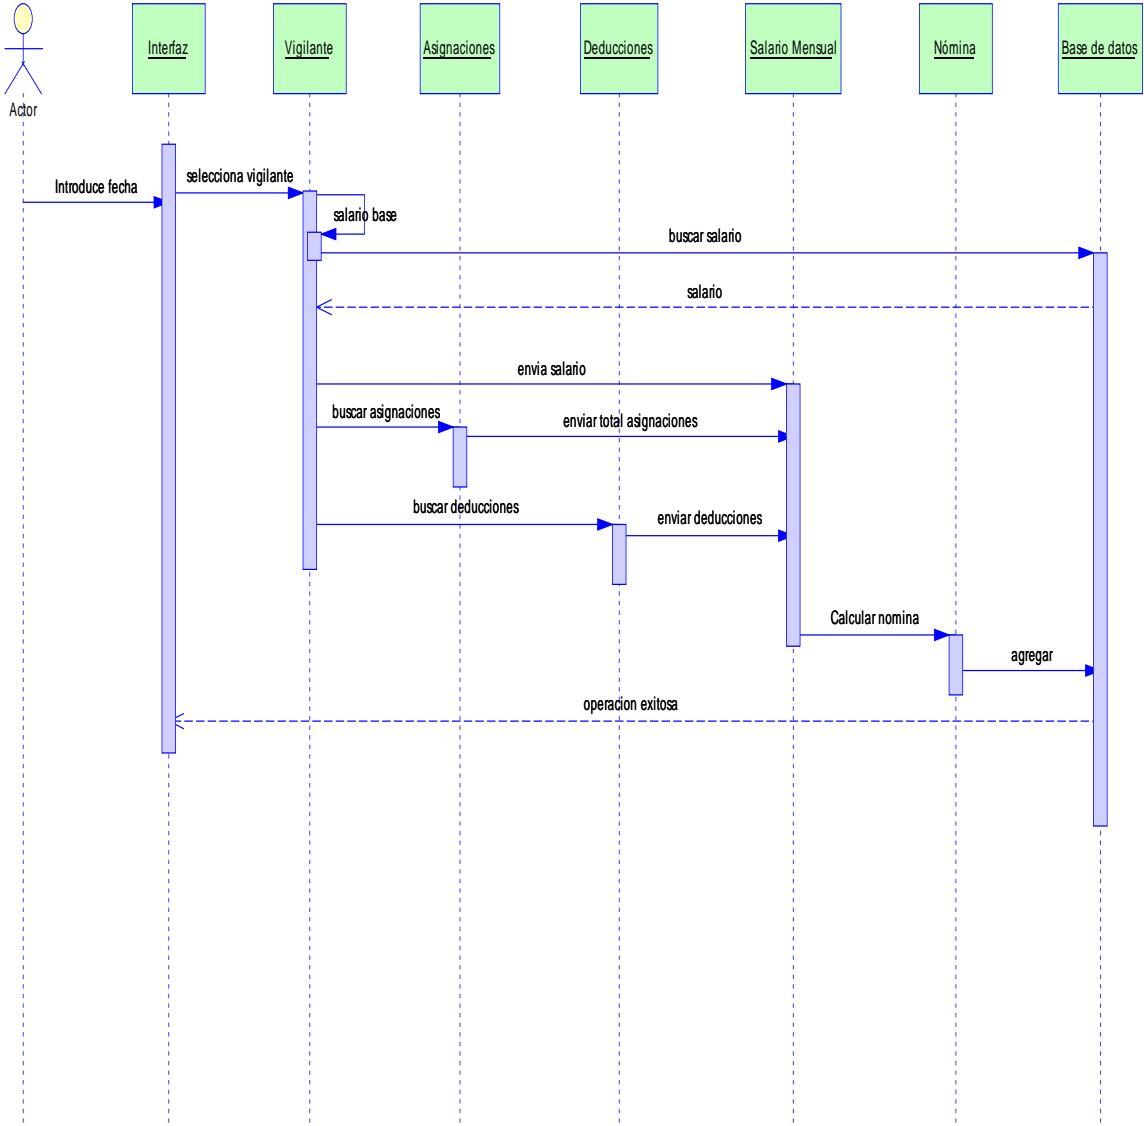 Actor
Interfaz
Vigilante
Asignaciones
Deducciones
Salario Mensual
Nómina
Base de datos
Introduce fecha
selecciona vigilante
salario base
buscar salario
salario
envia salario
buscar asignaciones
enviar total asignaciones
buscar deducciones
enviar deducciones
Calcular nomina
agregar
operacion exitosa